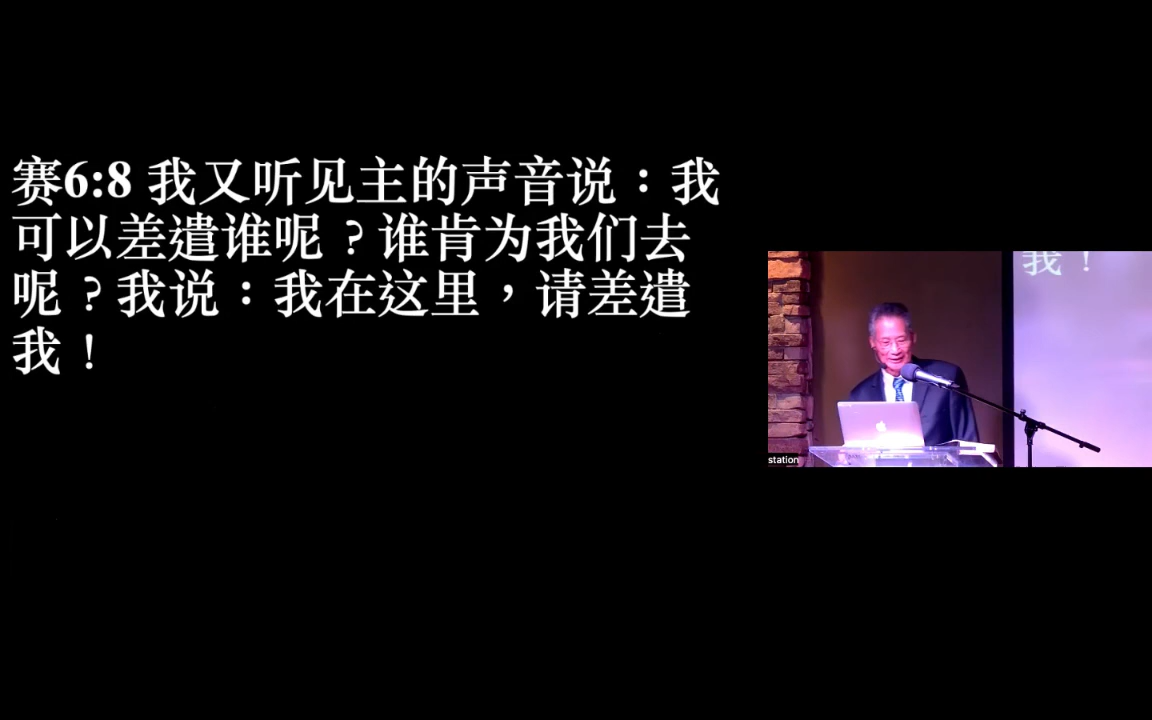 赛6:8 我又听见主的声音说：我
可以差遣谁呢？谁肯为我们去
呢？我说：我在这里，请差遣
我！
我！
station